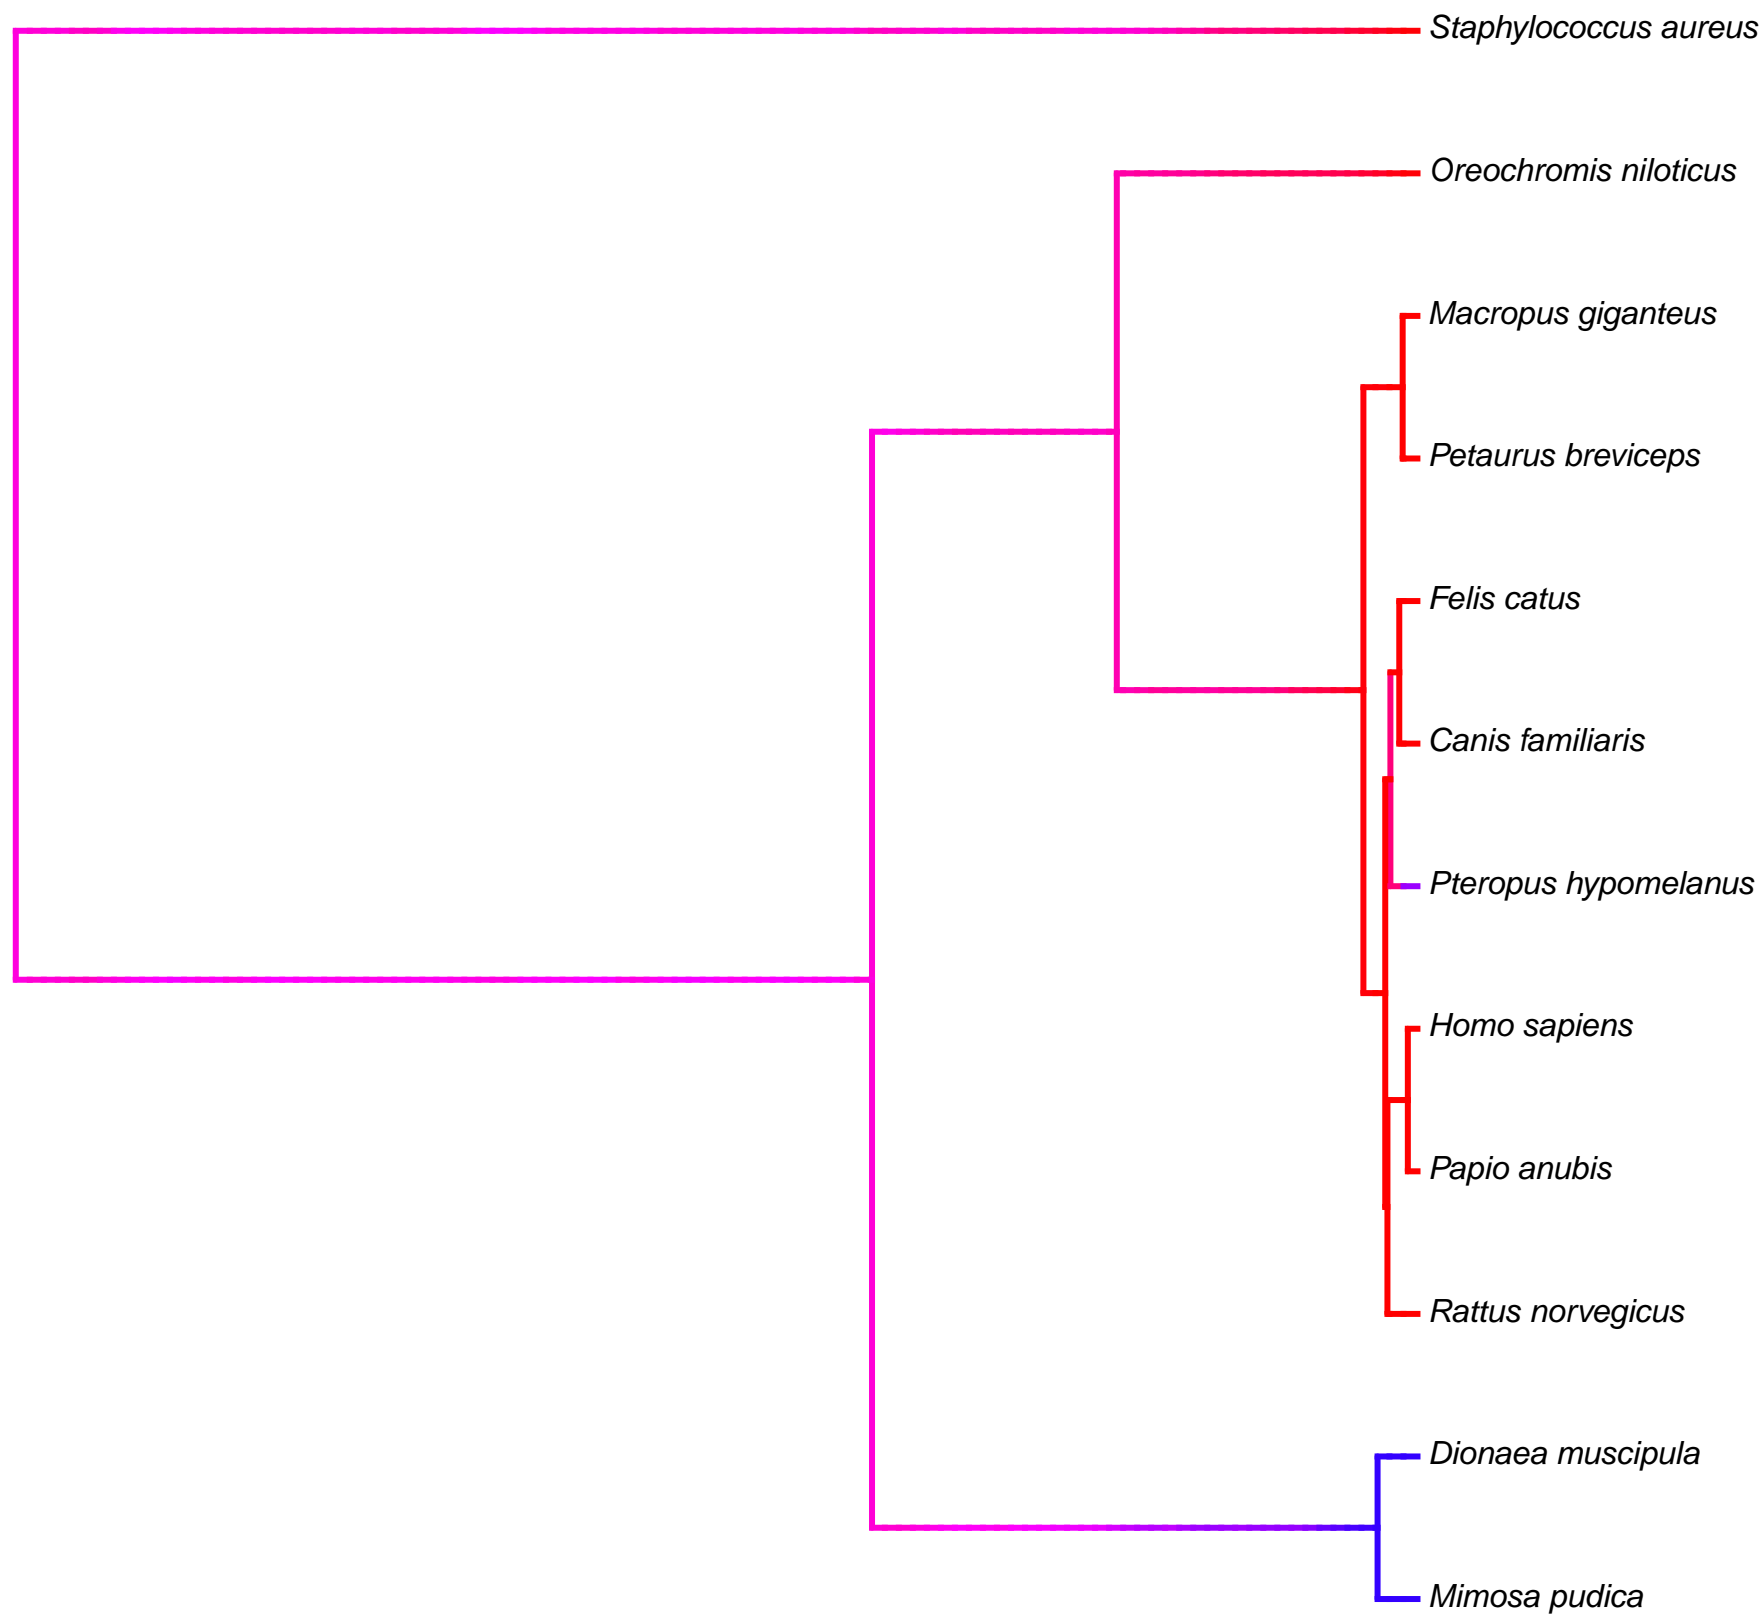 Staphylococcus aureus
Oreochromis niloticus
Macropus giganteus
Petaurus breviceps
Felis catus
Canis familiaris
Pteropus hypomelanus
Homo sapiens
Papio anubis
Rattus norvegicus
Dionaea muscipula
Mimosa pudica